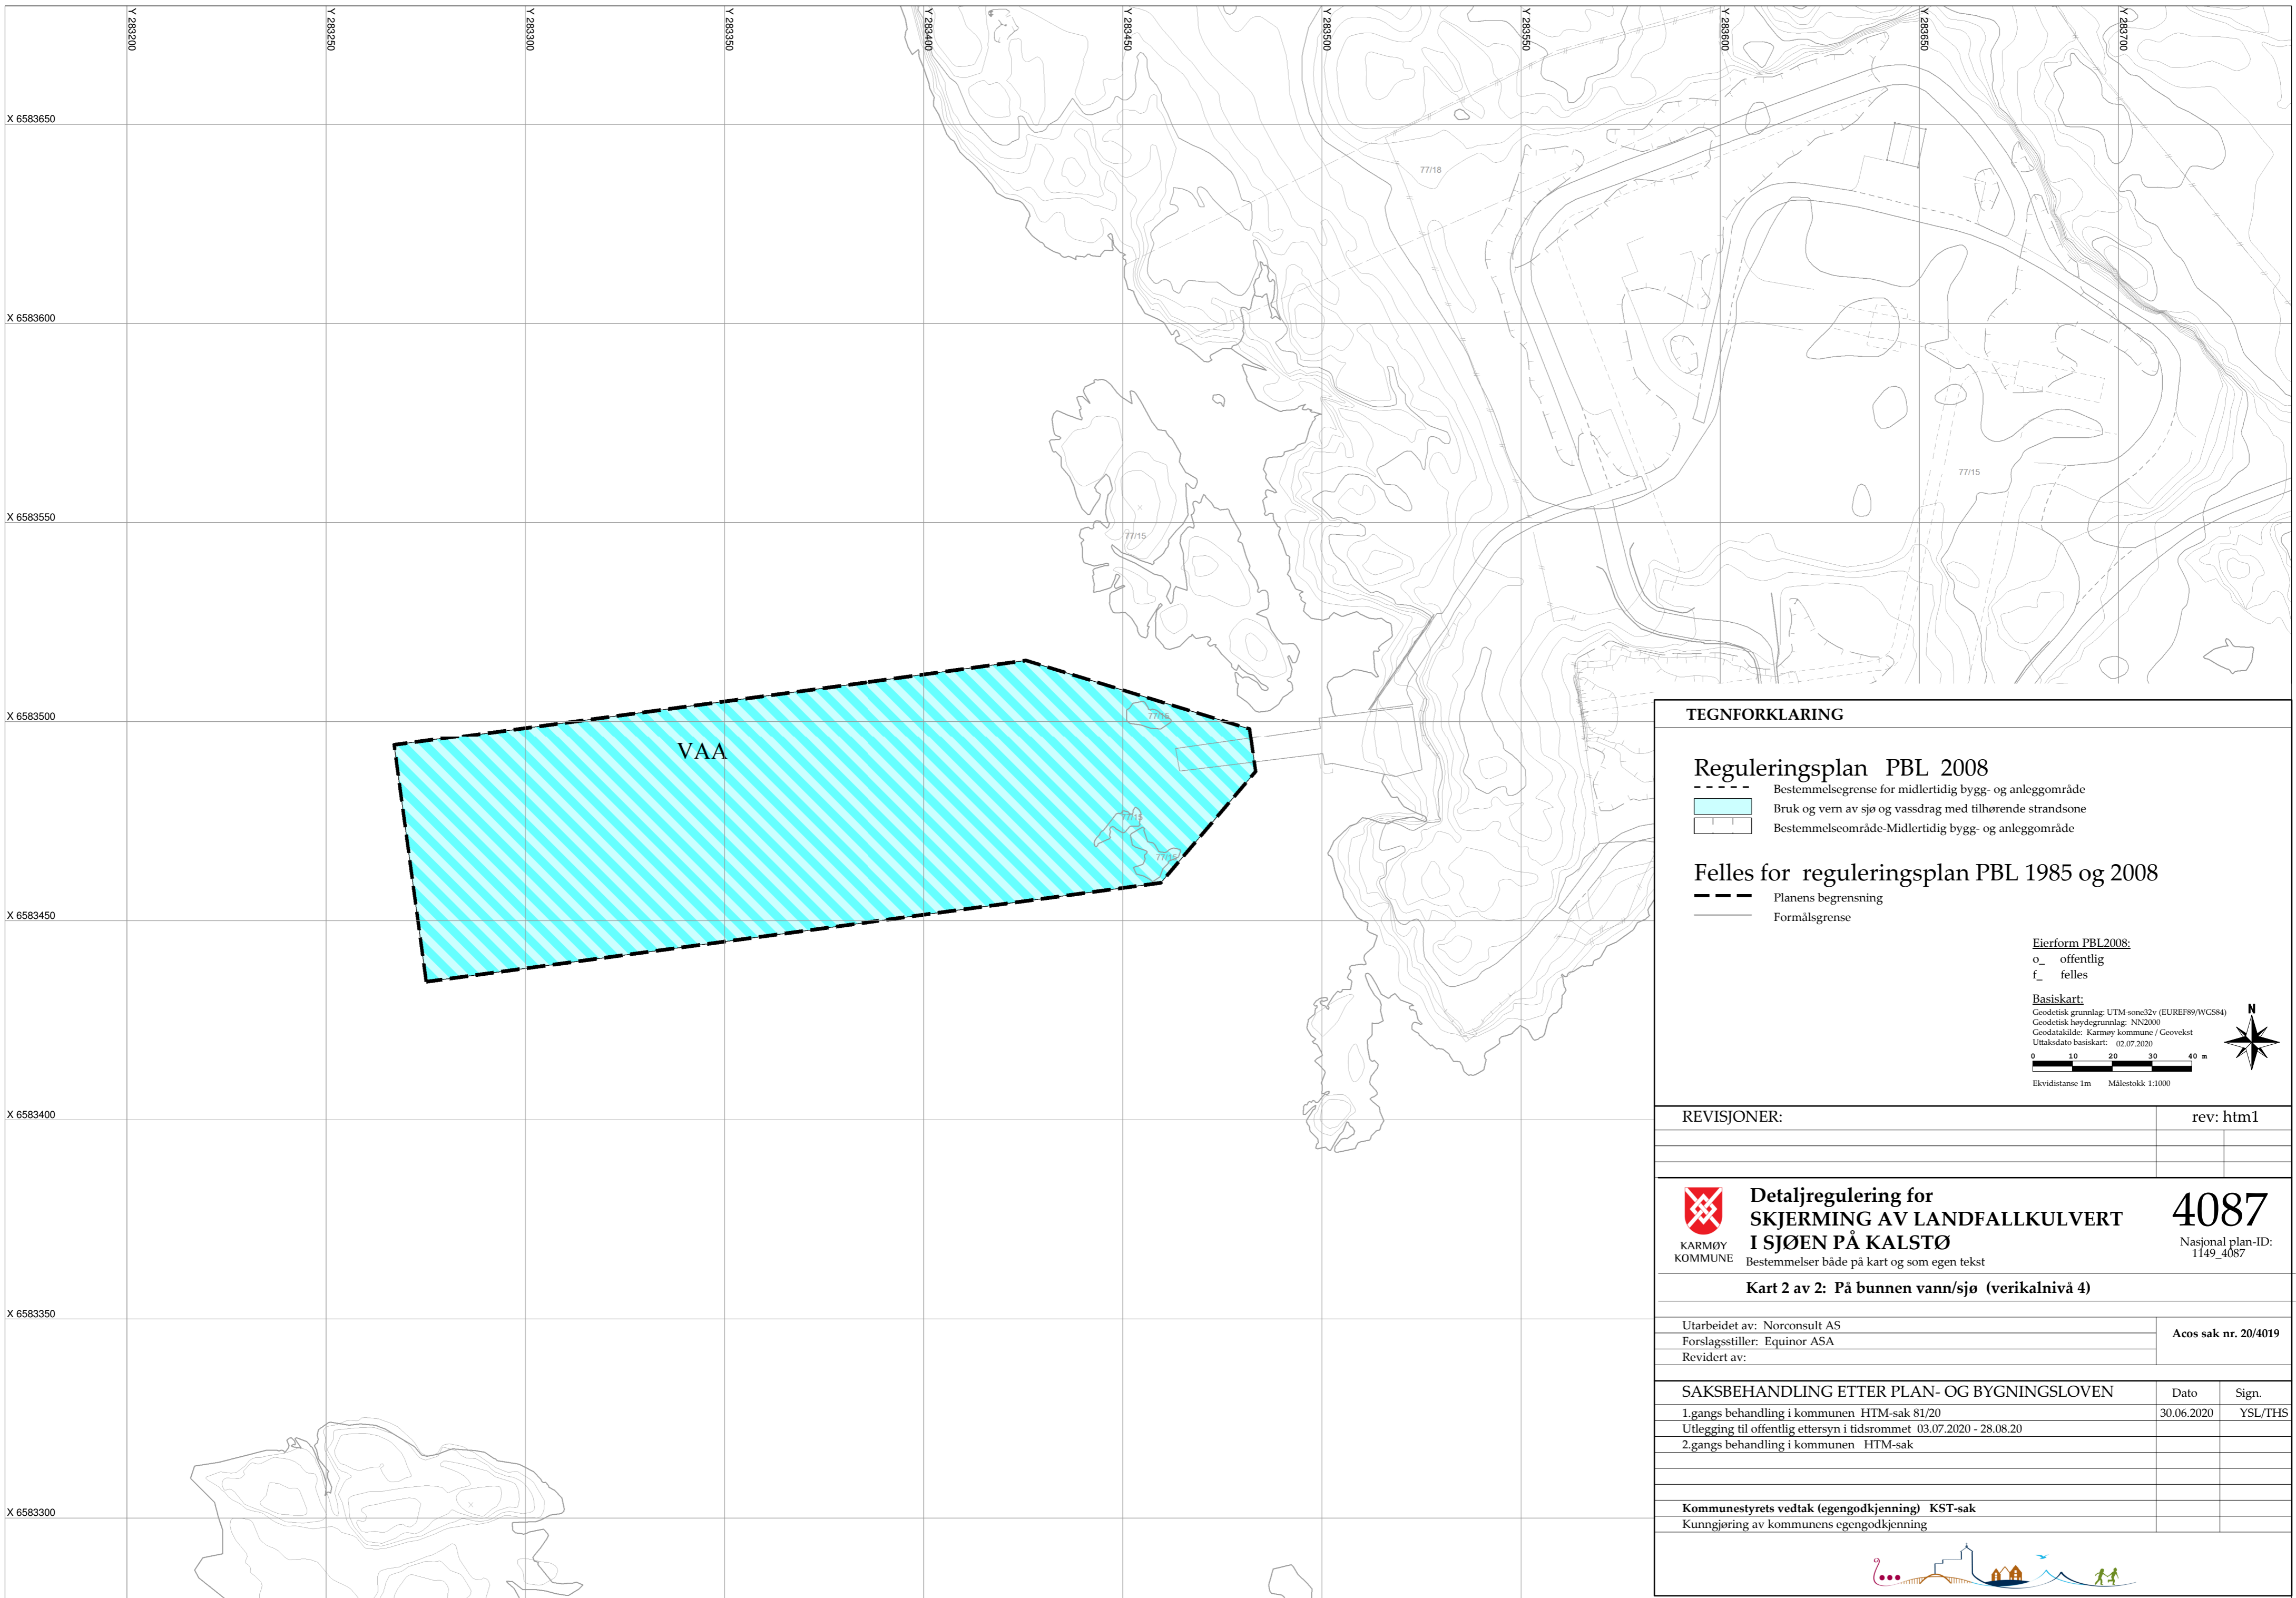 Y 283200
Y 283250
Y 283300
Y 283350
Y 283400
Y 283450
Y 283500
Y 283550
Y 283600
Y 283650
Y 283700
X 6583650
X 6583600
X 6583550
X 6583500
X 6583450
X 6583400
X 6583350
X 6583300
77/18
77/15
77/15
77/15
VAA
77/15
77/15
TEGNFORKLARING
Reguleringsplan PBL 2008
Bestemmelsegrense for midlertidig bygg- og anleggområde
Bruk og vern av sjø og vassdrag med tilhørende strandsone
Bestemmelseområde-Midlertidig bygg- og anleggområde
Felles for reguleringsplan PBL 1985 og 2008
Planens begrensning
Formålsgrense
Eierform PBL2008:
o_ offentlig
f_ felles
Basiskart:
Geodetisk grunnlag: UTM-sone32v (EUREF89/WGS84)
Geodetisk høydegrunnlag: NN2000
Geodatakilde: Karmøy kommune / Geovekst
Uttaksdato basiskart: 02.07.2020
N
0 10 20 30 40 m
Ekvidistanse 1m Målestokk 1:1000
REVISJONER: rev: htm1
KARMØY
KOMMUNE
Detaljregulering for
SKJERMING AV LANDFALLKULVERT
I SJØEN PÅ KALSTØ
Bestemmelser både på kart og som egen tekst
4087
Nasjonal plan-ID:
1149_4087
Kart 2 av 2: På bunnen vann/sjø (verikalnivå 4)
Utarbeidet av: Norconsult AS
Forslagsstiller: Equinor ASA
Revidert av:
Acos sak nr. 20/4019
SAKSBEHANDLING ETTER PLAN- OG BYGNINGSLOVEN Dato Sign.
1.gangs behandling i kommunen HTM-sak 81/20 30.06.2020 YSL/THS
Utlegging til offentlig ettersyn i tidsrommet 03.07.2020 - 28.08.20
2.gangs behandling i kommunen HTM-sak
Kommunestyrets vedtak (egengodkjenning) KST-sak
Kunngjøring av kommunens egengodkjenning